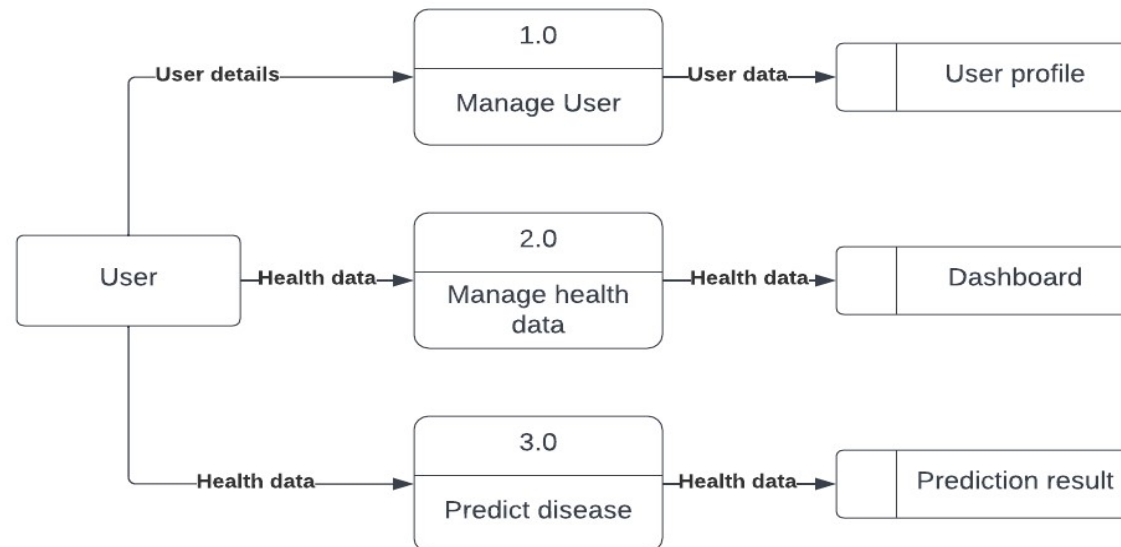 1.0
User details
Manage User
User data
User profile
User
Health data
2.0
Manage health
data
Health data
Dashboard
Health data
3.0
Predict disease
Health data
Prediction result